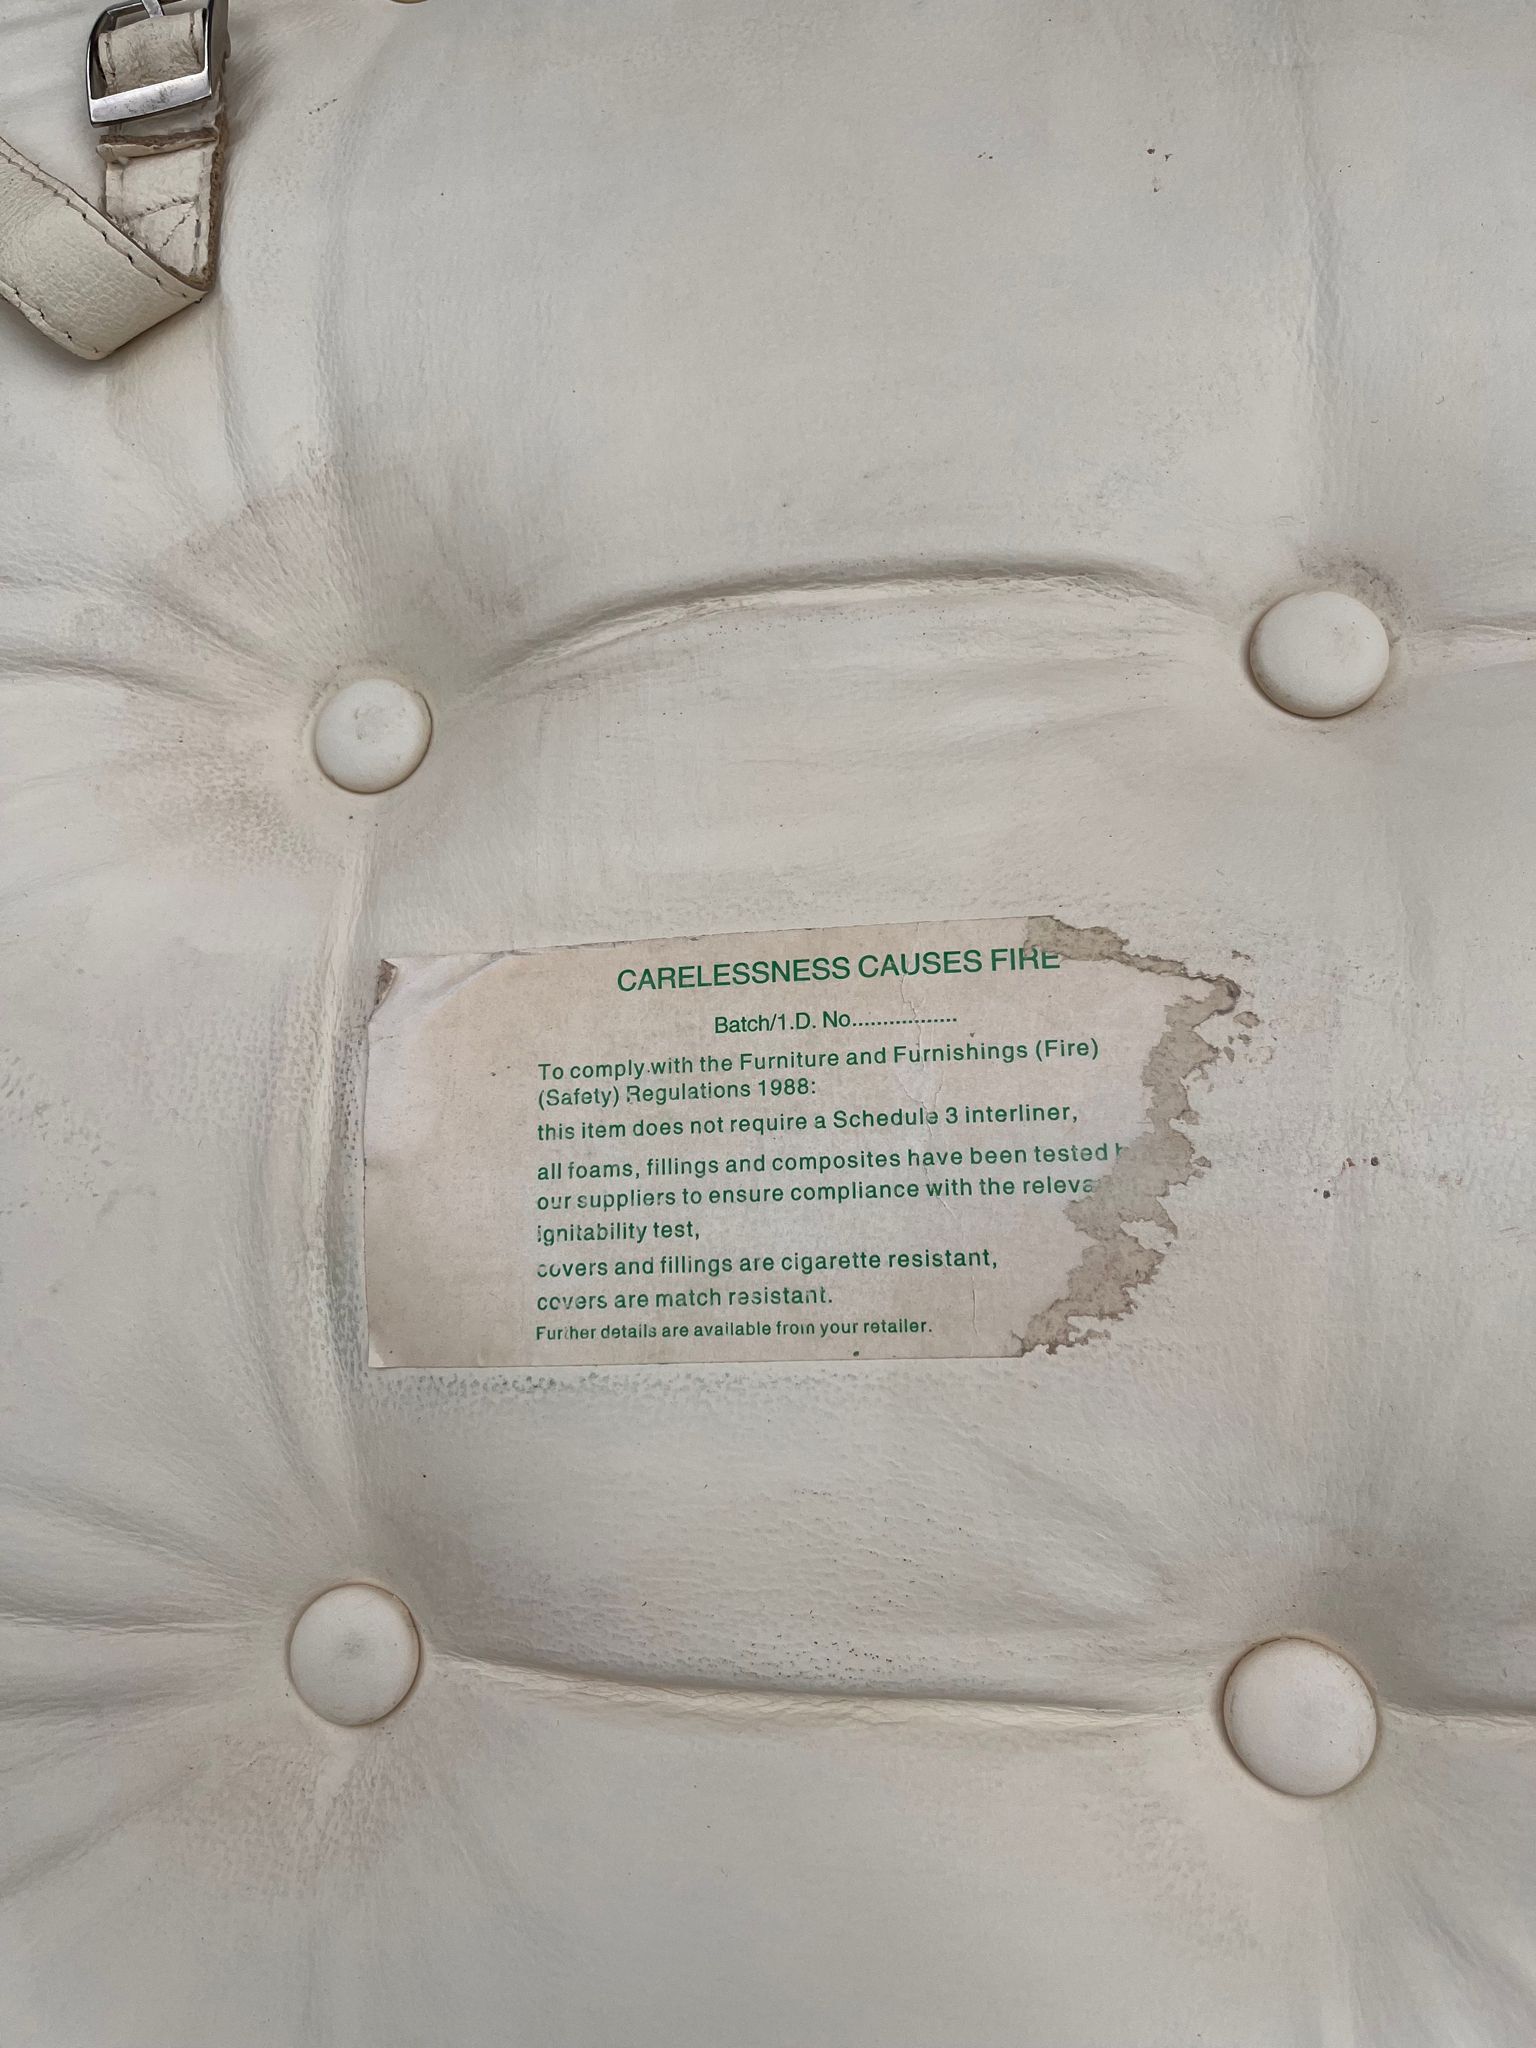 CARELESSNESS CAUSES FIRE
Batch/1.D. No.................
To comply with the Furniture and Furnishings (Fire)
(Safety) Regulations 1988:
this item does not require a Schedule 3 interliner,
all foams, fillings and composites have been tested
our suppliers to ensure compliance with the
ignitability test,
covers and fillings are cigarette resistant,
covers are match resistant.
Further details are available from your retailer.